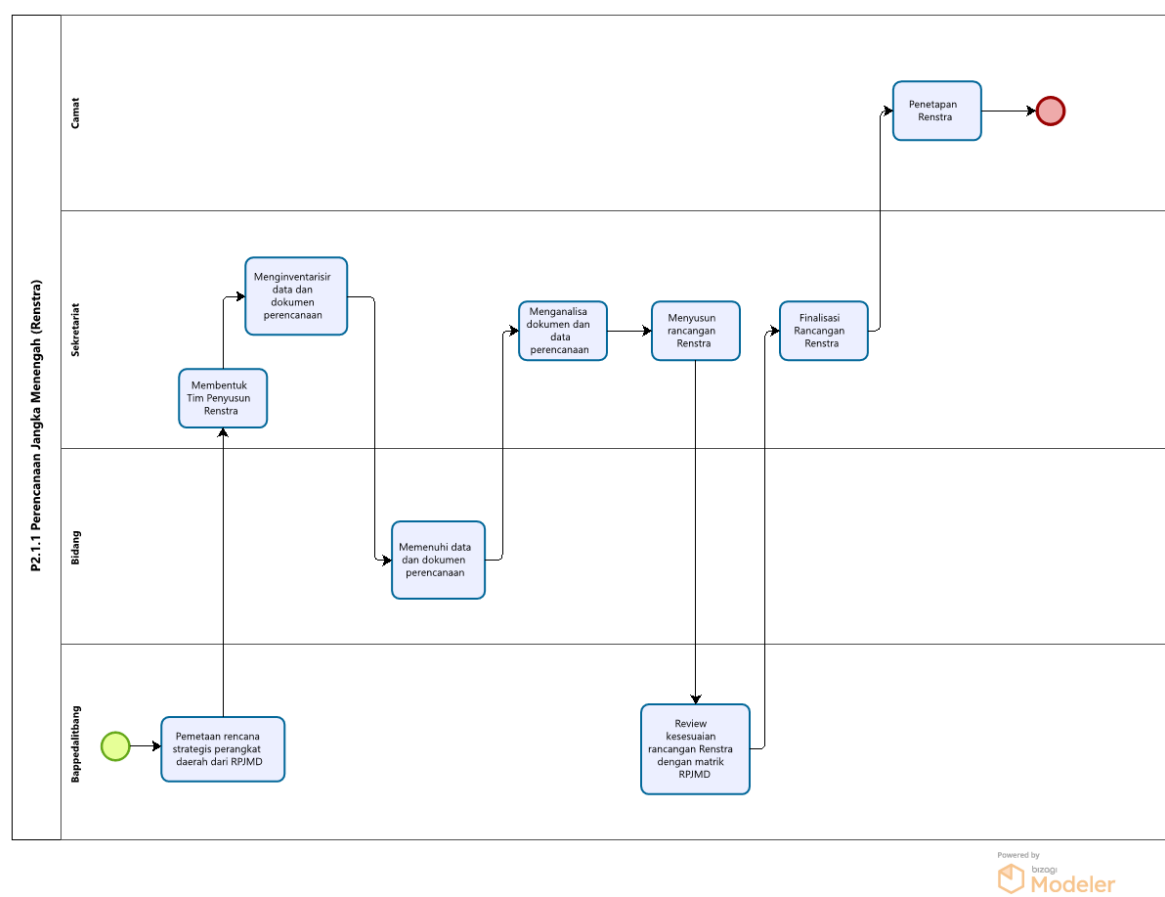 P2.1.1 Perencanaan Jangka Menengah (Renstra)
Camat
Penetapan
Renstra
Sekretariat
Menginventarisir
data dan
dokumen
perencanaan
Membentuk
Tim Penyusun
Renstra
Menganalisa
dokumen dan
data
perencanaan
Menyusun
rancangan
Renstra
Finalisasi
Rancangan
Renstra
Bidang
Memenuhi data
dan dokumen
perencanaan
Bappedalitbang
Pemetaan rencana
strategis perangkat
daerah dari RPJMD
Review
kesesuaian
rancangan Renstra
dengan matrik
RPJMD
Powered by
bizagi
Modeler